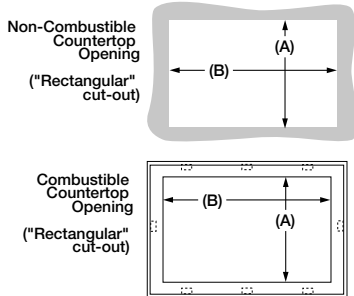 Non-Combustible
Countertop
Opening
("Rectangular"
cut-out)
(A)
(B)
Combustible
Countertop
Opening
("Rectangular"
cut-out)
(B)
(A)